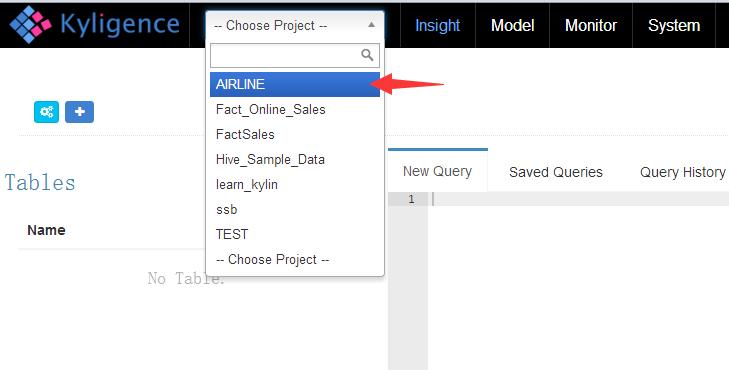 Kyligence
-- Choose Project --
Insight
Model
Monitor
System
AIRLINE
Fact_Online_Sales
FactSales
Hive_Sample_Data
learn_kylin
ssb
TEST
-- Choose Project --
Tables
Name
No Table.
New Query
Saved Queries
Query History
1